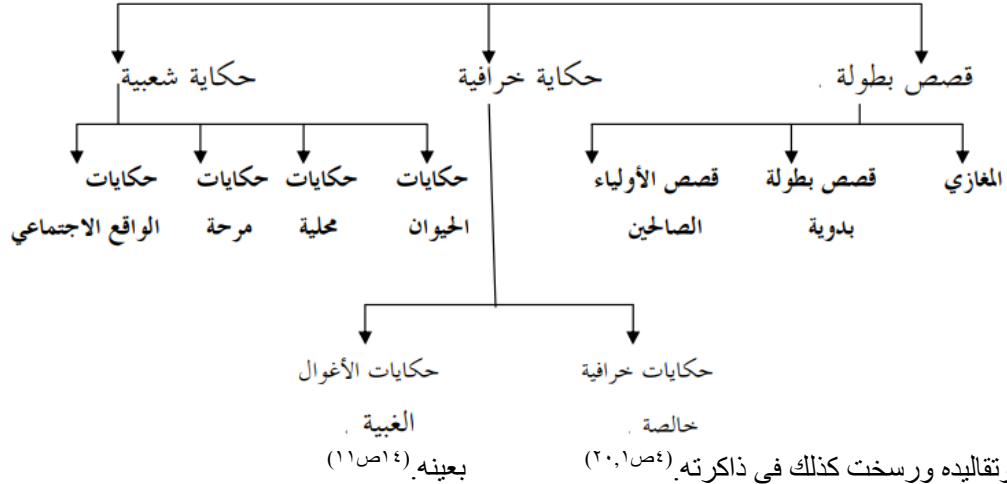 قصص بطولة . حكاية خرافية حكاية شعبية
المغازي قصص بطولة قصص الأولياء حكايات حكايات حكايات حكايات
بدوية الصالحين الحيوان محلية مرحة الواقع الاجتماعي
حكايات خرافية حكايات الأغوال
خالصة . الغبية .
تقاليده ورسخت كذلك في ذاكرته.(٤ص٢٠,١) بعينه.(١٤ص١١)